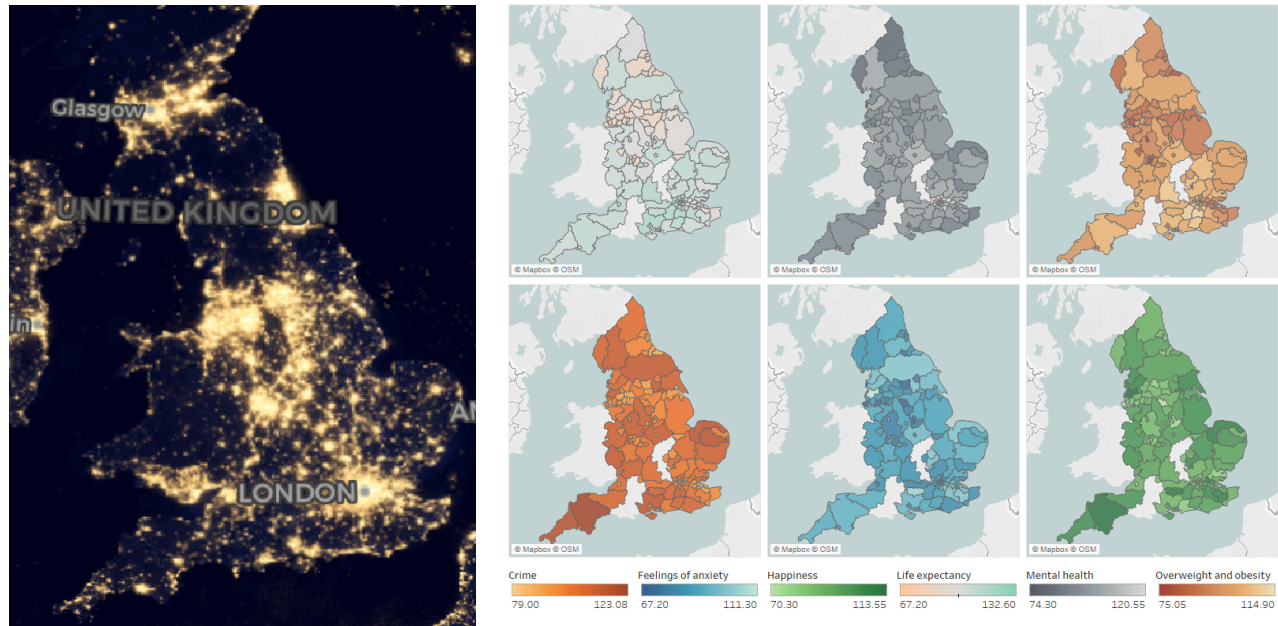 Glasgow
UNITED KINGDOM
in
LONDON
AN
© Mapbox © OSM
© Mapbox © OSM
© Mapbox © OSM
© Mapbox © OSM
© Mapbox © OSM
© Mapbox © OSM
Crime
79.00 123.08
Feelings of anxiety
67.20 111.30
Happiness
70.30 113.55
Life expectancy
67.20 132.60
Mental health
74.30 120.55
Overweight and obesity
75.05 114.90